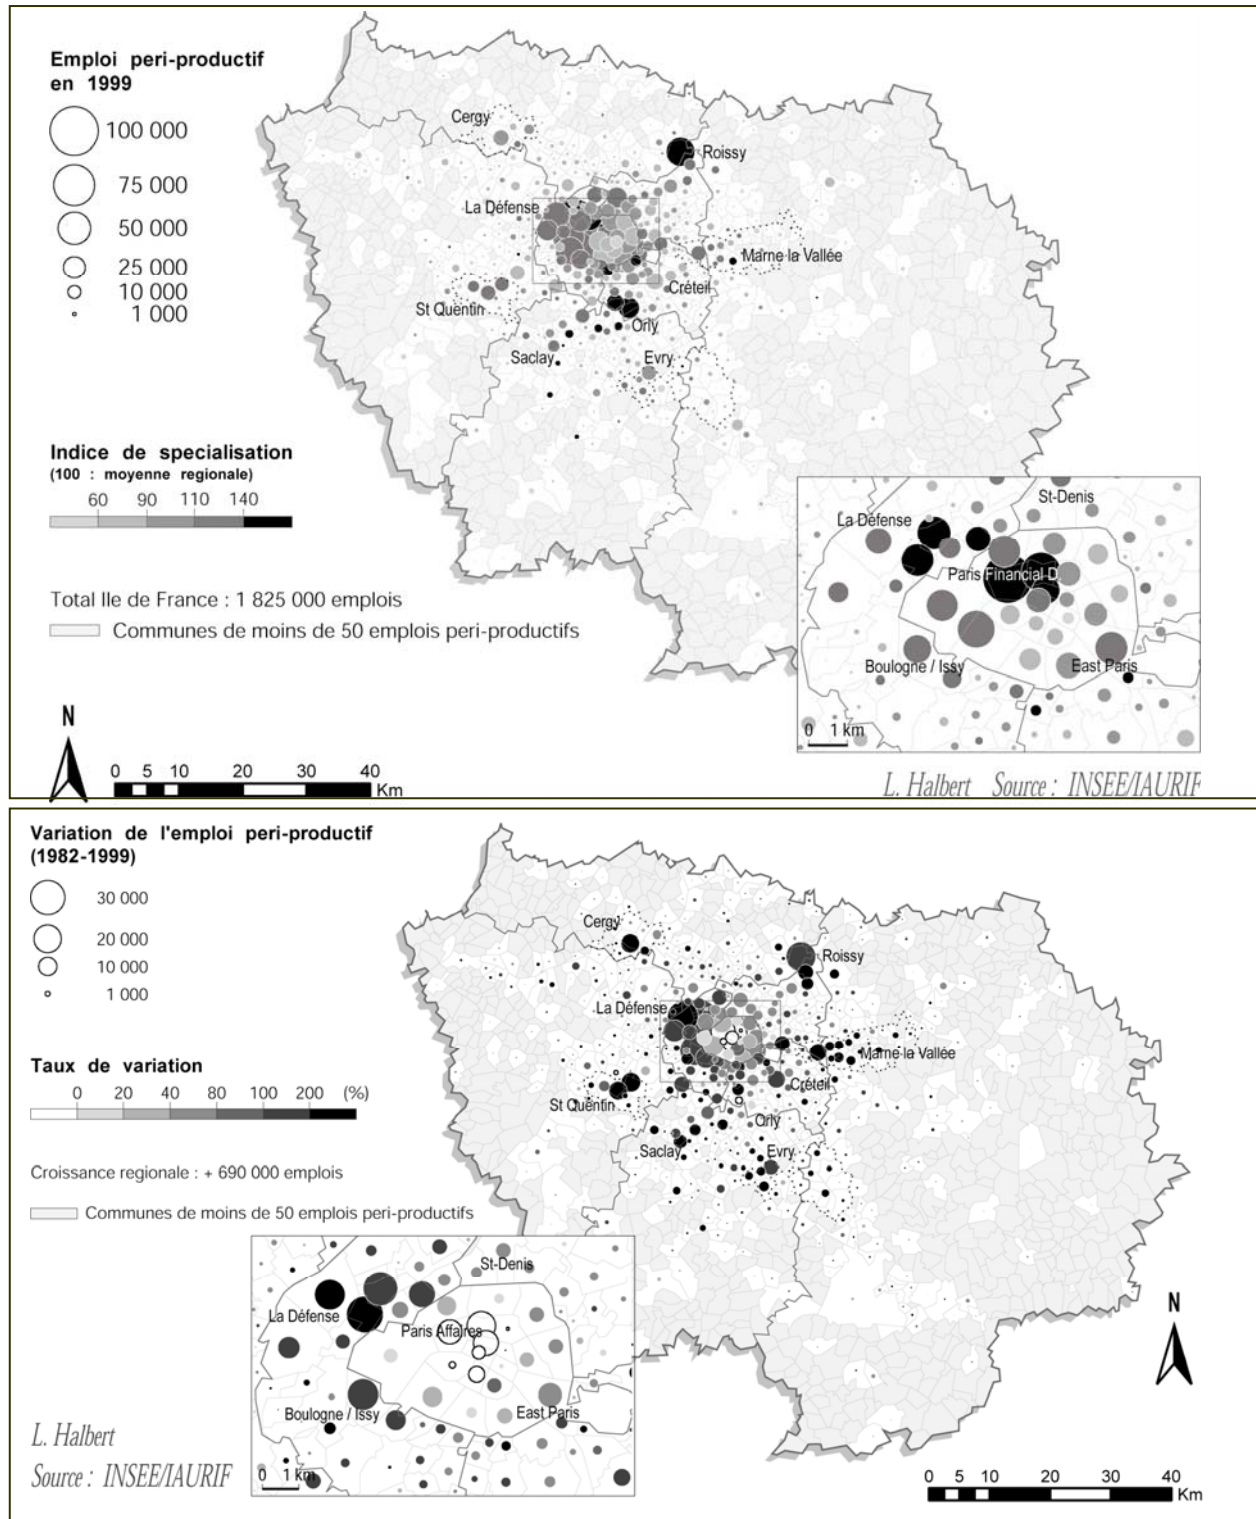 Emploi peri-productif
en 1999
100 000
75 000
50 000
25 000
10 000
1 000
Cergy
Roissy
La Défense
Marne la Vallée
Créteil
St Quentin
Orly
Saclay
Evry
Indice de specialisation
(100 : moyenne regionale)
60 90 110 140
Total Ile de France : 1 825 000 emplois
Communes de moins de 50 emplois peri-productifs
N
0 5 10 20 30 40
Km
St-Denis
La Défense
Paris Financial D.
Boulogne / Issy
East Paris
0 1 km
L. Halbert Source : INSEE/IAURIF
Variation de l'emploi peri-productif
(1982-1999)
30 000
20 000
10 000
1 000
Cergy
Roissy
La Défense
Marne la Vallée
Créteil
St Quentin
Orly
Saclay
Evry
Taux de variation
0 20 40 80 100 200 (%)
Croissance regionale : + 690 000 emplois
Communes de moins de 50 emplois peri-productifs
St-Denis
La Défense
Paris Affaires
Boulogne / Issy
East Paris
0 1 km
L. Halbert
Source : INSEE/IAURIF
N
0 5 10 20 30 40
Km